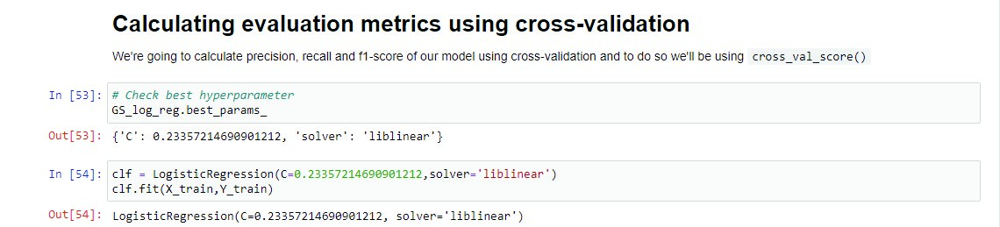 Calculating evaluation metrics using cross-validation
We're going to calculate precision, recall and f1-score of our model using cross-validation and to do so we'll be using cross_val_score()
In [53]: # Check best hyperparameter
GS_log_reg.best_params_
Out[53]: {'C': 0.23357214690901212, 'solver': 'liblinear'}
In [54]: clf = LogisticRegression(C=0.23357214690901212,solver='liblinear')
clf.fit(X_train,Y_train)
Out[54]: LogisticRegression(C=0.23357214690901212, solver='liblinear')